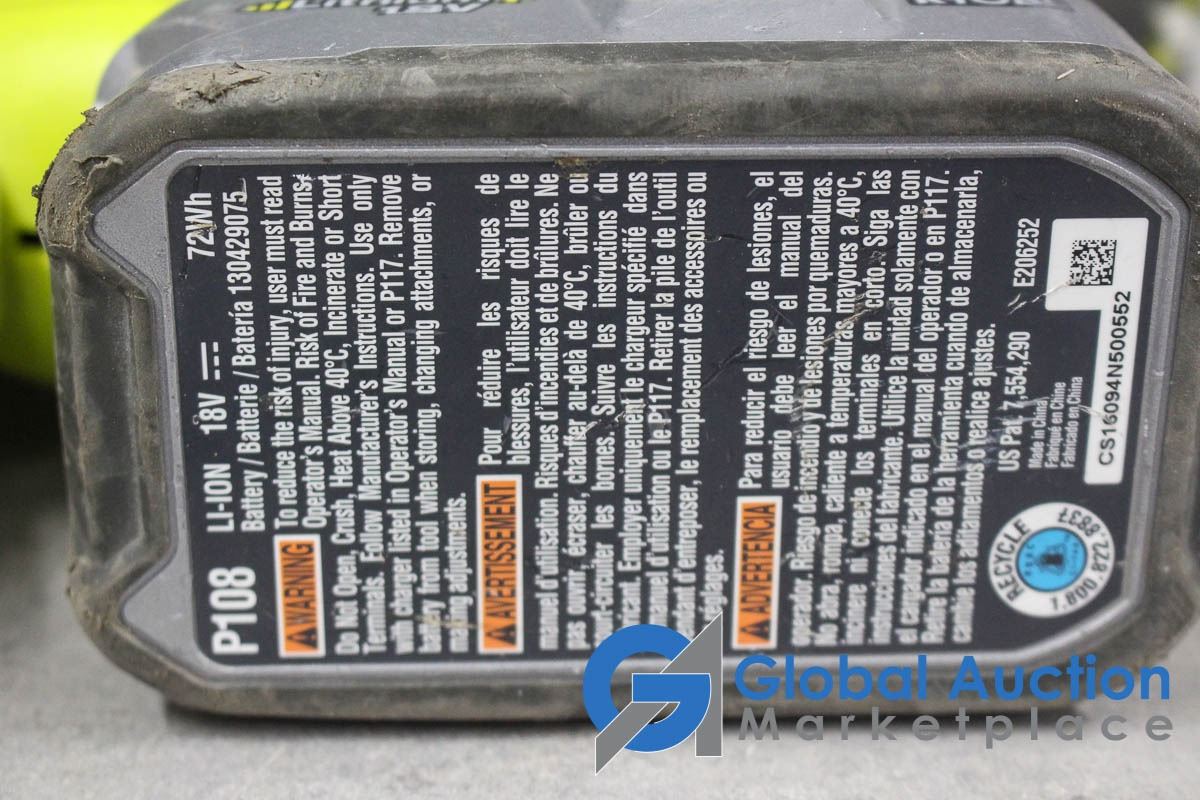 P108 LI-ION 18V 72Wh
Battery / Batterie / Batería 130429075
WARNING
To reduce the risk of injury, user must read
Operator's Manual. Risk of Fire and Burns.
Do Not Open, Crush, Heat Above 40°C, Incinerate or Short
Terminals. Follow Manufacturer's Instructions. Use only
with charger listed in Operator's Manual or P117. Remove
battery from tool when storing, changing attachments, or
making adjustments.
AVERTISSEMENT
Pour réduire les risques de
blessures, l'utilisateur doit lire le
manuel d'utilisation. Risques d'incendies et de brûlures. Ne
pas ouvrir, écraser, chauffer au-delà de 40°C, brûler ou
court-circuiter les bornes. Suivre les instructions du
fabricant. Employer uniquement le chargeur spécifié dans
manuel d'utilisation ou le P117. Retirer la pile de l'outil
pendant d'entreposer, le remplacement des accessoires ou
réglages.
ADVERTENCIA
Para reducir el riesgo de lesiones, el
usuario debe leer el manual del
operador. Riesgo de incendio y de lesiones por quemaduras.
No abra, rompa, caliente a temperaturas mayores a 40°C,
incinere ni conecte los terminales en corto. Siga las
instrucciones del fabricante. Utilice la unidad solamente con
el cargador indicado en el manual del operador o en P117.
Retire la batería de la herramienta cuando de almacenarla,
cambie los aditamentos o realice ajustes.
US Pat. 7,554,290 E206252
Made in China
Fabriqué en Chine
Fabricado en China
CS16094N500552
RECYCLE
1.800.822.8837
Global Auction
Marketplace